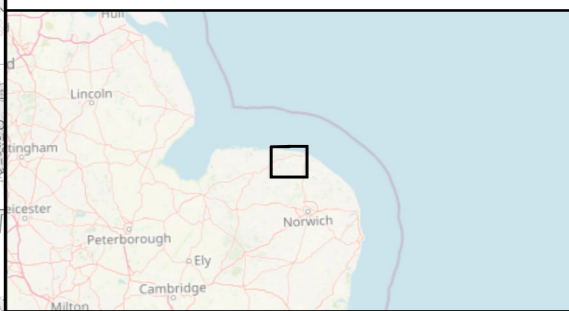 Hull
d
Lincoln
tingham
eicester
Norwich
Peterborough
Ely
Cambridge
Milton